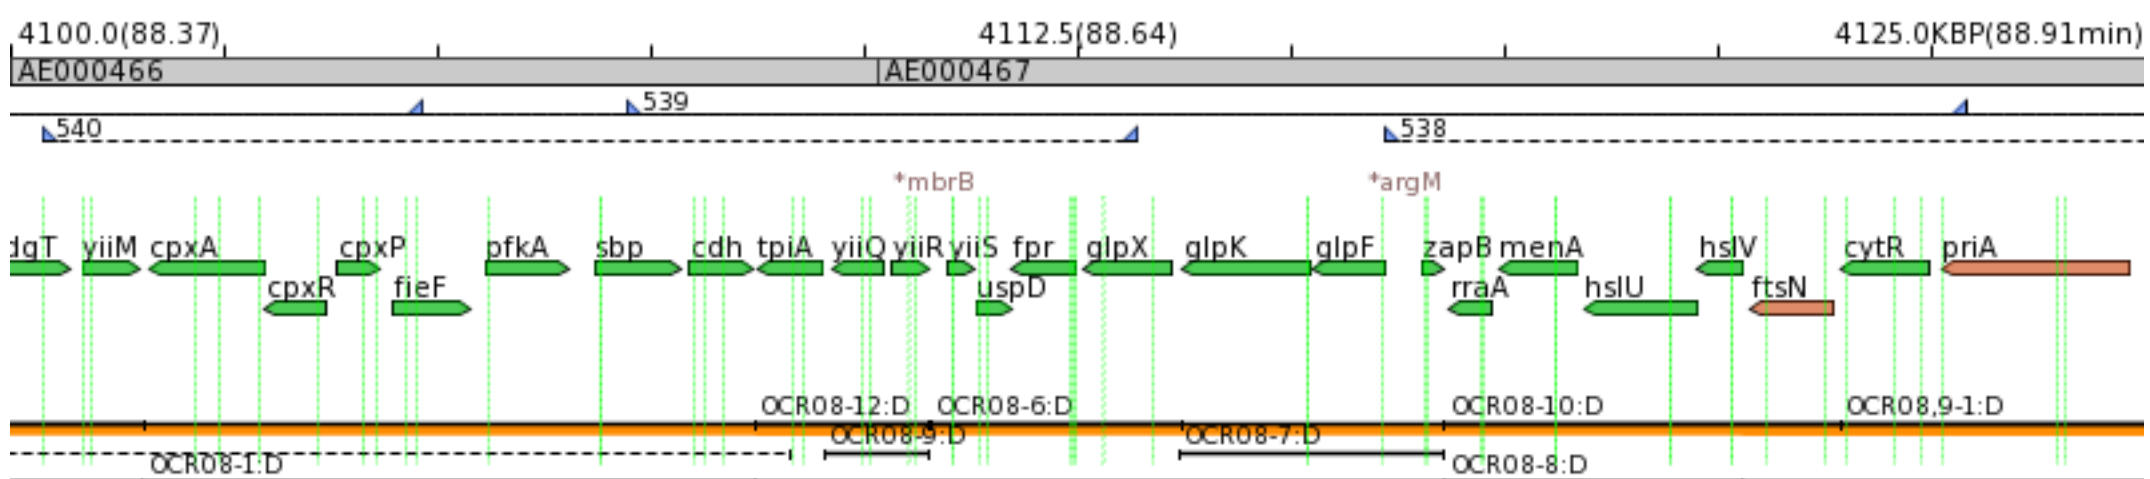 4100.0(88.37) 4112.5(88.64) 4125.0KBP(88.91min)
AE000466 AE000467
539
540 538
*mbrB *argM
dgT yiiM cpxA cpxP pfkA sbp cdh tpiA yiiQ yiiR yiiS fpr glpX glpK glpF zapB menA hslV cytR priA
cpxR fieF uspD rraA hslU ftsN
OCR08-12:D OCR08-6:D OCR08-10:D OCR08,9-1:D
OCR08-9:D OCR08-7:D
OCR08-1:D OCR08-8:D